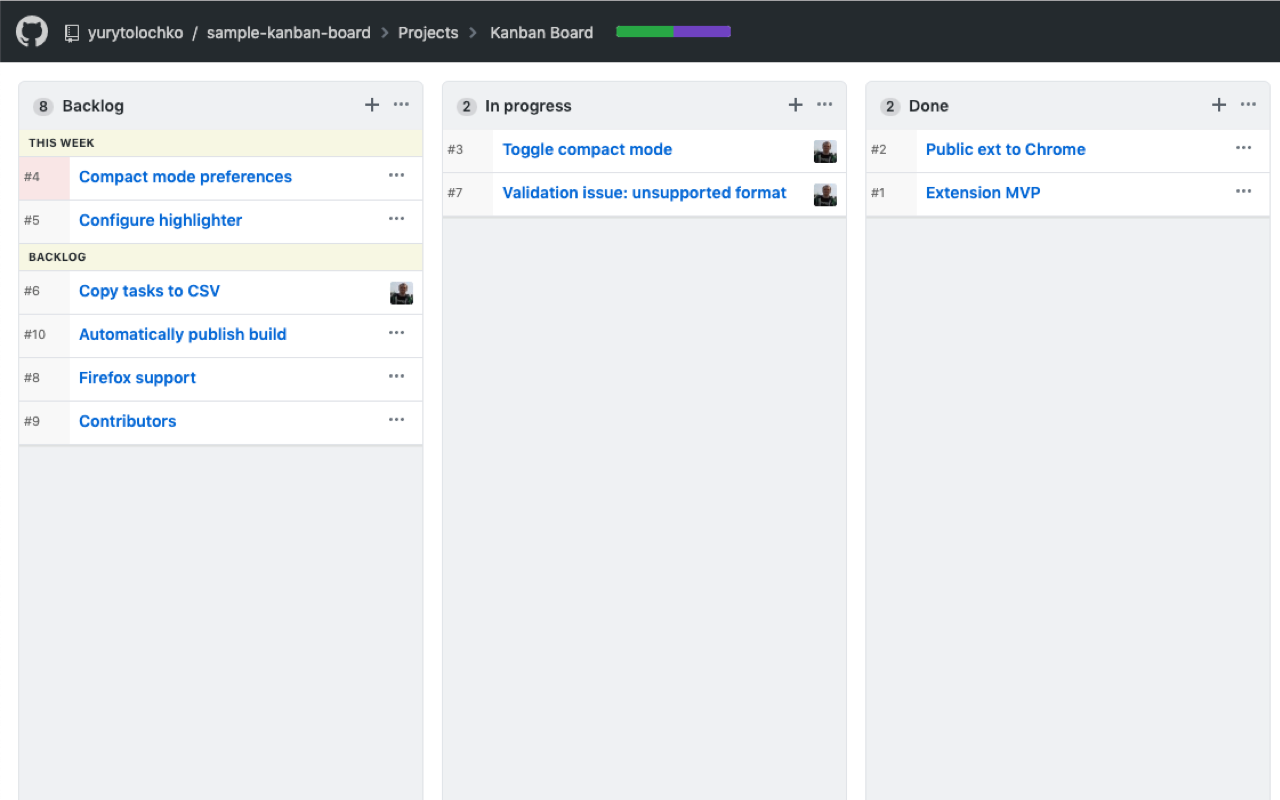 yurytolochko / sample-kanban-board > Projects > Kanban Board
8 Backlog
THIS WEEK
#4 Compact mode preferences
#5 Configure highlighter
BACKLOG
#6 Copy tasks to CSV
#10 Automatically publish build
#8 Firefox support
#9 Contributors
2 In progress
#3 Toggle compact mode
#7 Validation issue: unsupported format
2 Done
#2 Public ext to Chrome
#1 Extension MVP